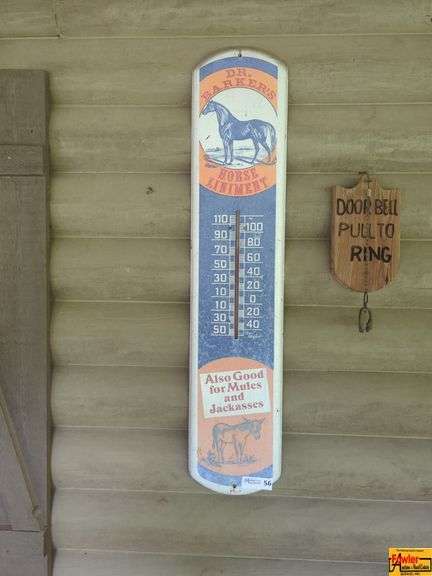 DR.
BARKER'S
HORSE
LINIMENT
110
100
90
80
70
60
50
40
30
20
10
0
10
20
30
40
50
Also Good
for Mules
and
Jackasses
56
DOOR BELL
PULL TO
RING